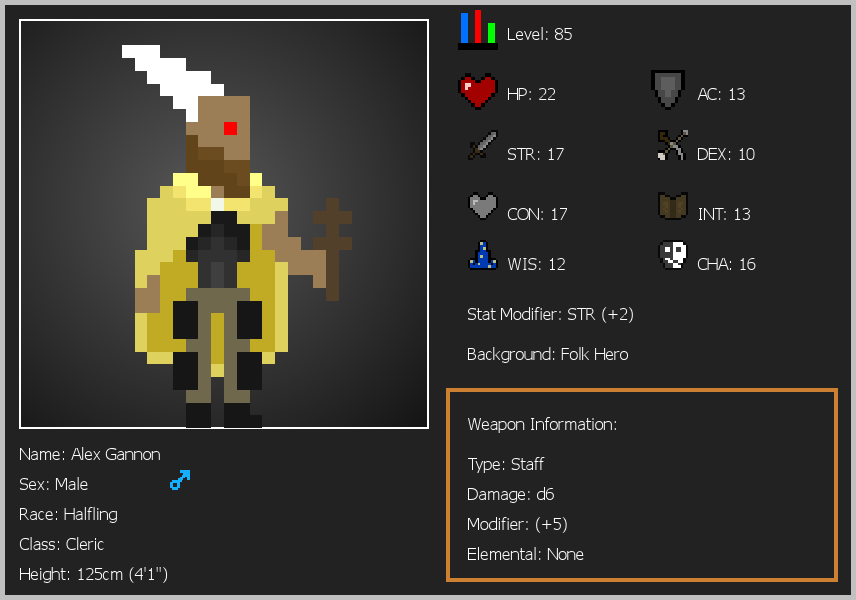 Level: 85
HP: 22
AC: 13
STR: 17
DEX: 10
CON: 17
INT: 13
WIS: 12
CHA: 16
Stat Modifier: STR (+2)
Background: Folk Hero
Weapon Information:
Type: Staff
Damage: d6
Modifier: (+5)
Elemental: None
Name: Alex Gannon
Sex: Male
Race: Halfling
Class: Cleric
Height: 125cm (4'1")